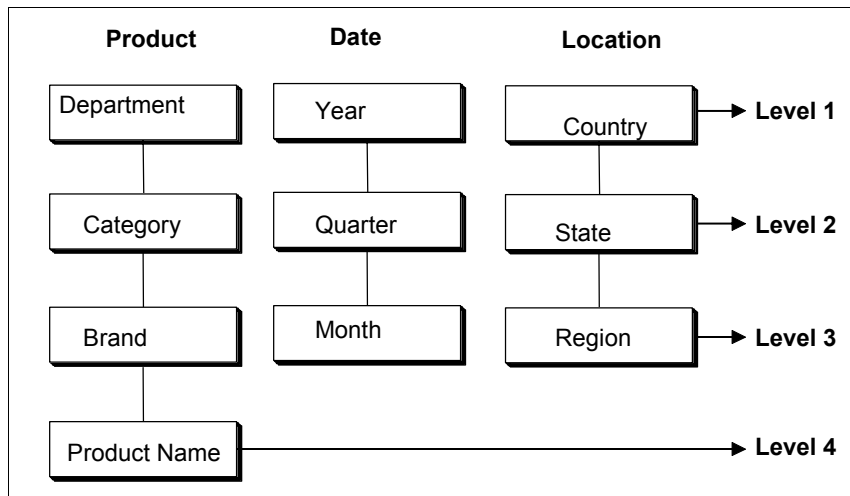 Product Date Location
Department Year Country Level 1
Category Quarter State Level 2
Brand Month Region Level 3
Product Name Level 4